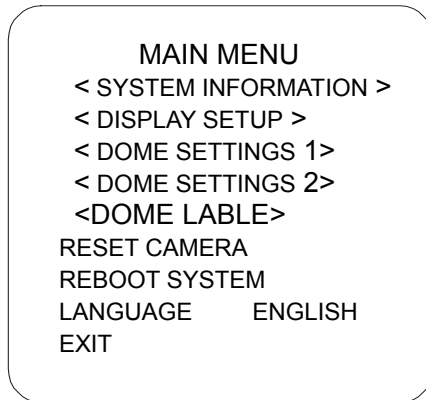 MAIN MENU
< SYSTEM INFORMATION >
< DISPLAY SETUP >
< DOME SETTINGS 1>
< DOME SETTINGS 2>
<DOME LABLE>
RESET CAMERA
REBOOT SYSTEM
LANGUAGE ENGLISH
EXIT